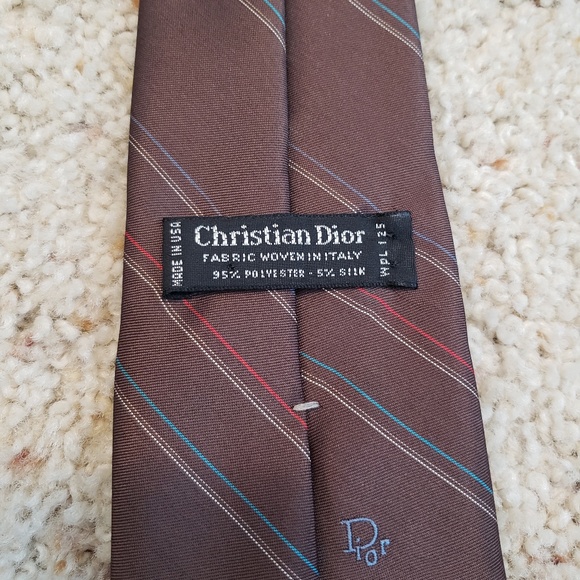 MADE IN USA
Christian Dior
FABRIC WOVEN IN ITALY
95% POLYESTER - 5% SILK
WPL 125
Dior